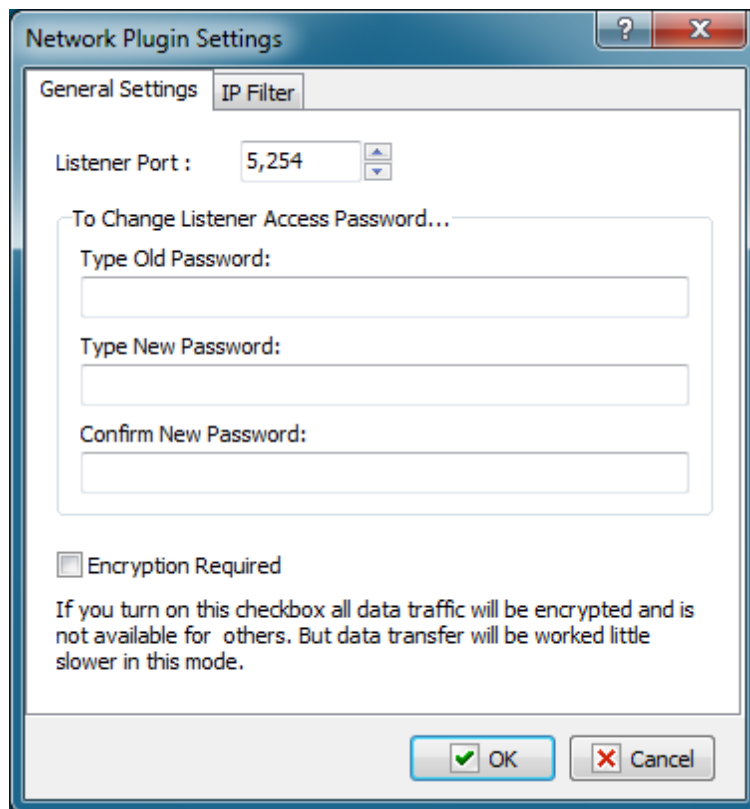 Network Plugin Settings
?
General Settings IP Filter
Listener Port : 5,254
To Change Listener Access Password...
Type Old Password:
Type New Password:
Confirm New Password:
Encryption Required
If you turn on this checkbox all data traffic will be encrypted and is
not available for others. But data transfer will be worked little
slower in this mode.
OK Cancel